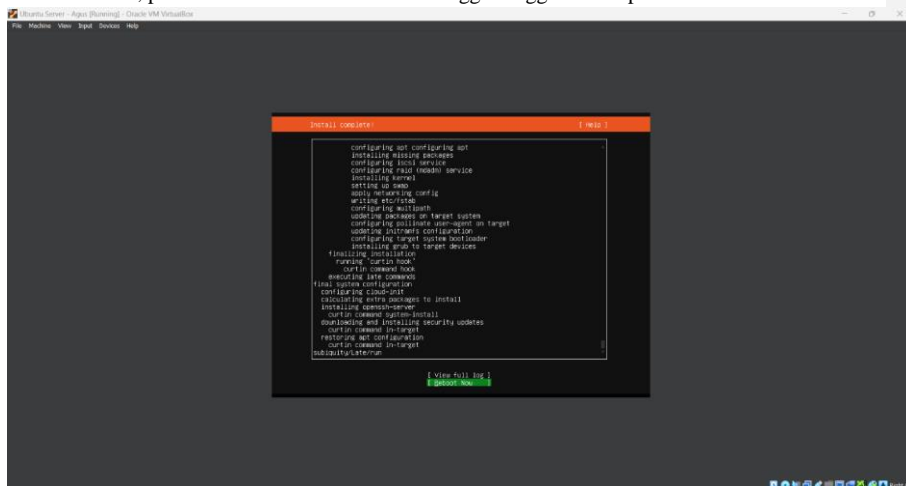 Ubuntu Server - Agus [Running] - Oracle VM VirtualBox
File Machine View Input Devices Help
Install complete! [ Help ]
configuring apt configuring apt
installing missing packages
configuring iscsi service
configuring raid (mdadm) service
installing kernel
setting up swap
apply networking config
writing etc/fstab
configuring multipath
updating packages on target system
configuring pollinate user-agent on target
updating initramfs configuration
configuring target system bootloader
installing grub to target devices
finalizing installation
running 'curtin hook'
curtin command hook
executing late commands
final system configuration
configuring cloud-init
calculating extra packages to install
installing openssh-server
curtin command system-install
downloading and installing security updates
curtin command in-target
restoring apt configuration
curtin command in-target
subiquity/Late/run
[ View full log ]
[ Reboot Now ]